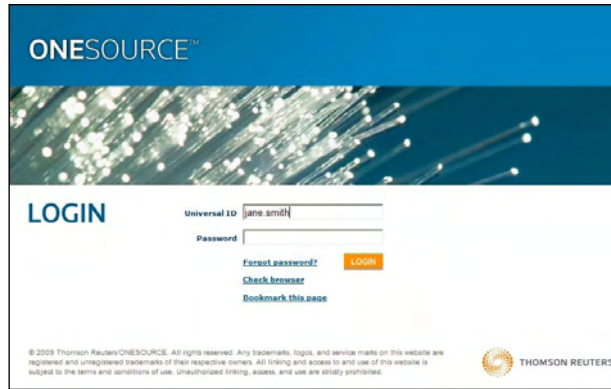 ONESOURCE™
LOGIN
Universal ID jane.smith
Password
Forgot password? LOGIN
Check browser
Bookmark this page
© 2009 Thomson Reuters/ONESOURCE. All rights reserved. Any trademarks, logos, and service marks on this website are
registered and unregistered trademarks of their respective owners. All linking and access to and use of this website is
subject to the terms and conditions of use. Unauthorized linking, access, and use are strictly prohibited.
THOMSON REUTERS